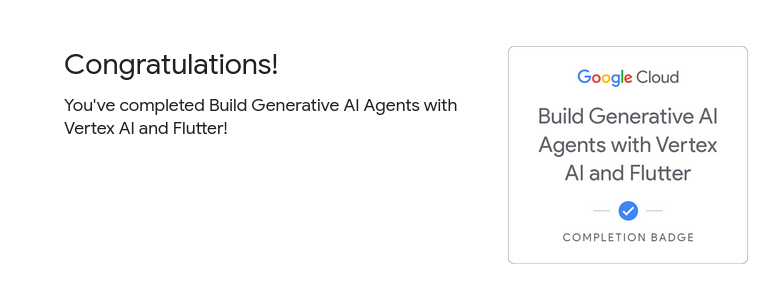 Congratulations!
You've completed Build Generative AI Agents with
Vertex AI and Flutter!
Google Cloud
Build Generative AI
Agents with Vertex
AI and Flutter
COMPLETION BADGE